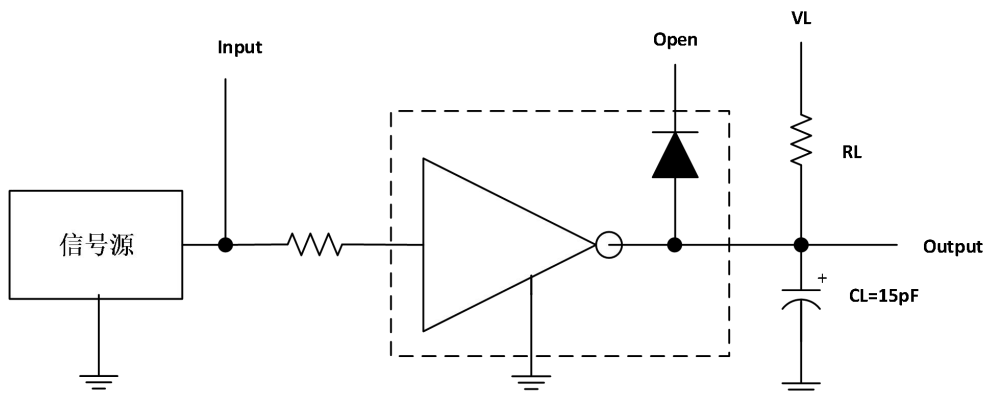 Input
Open
VL
RL
信号源
Output
+
CL=15pF